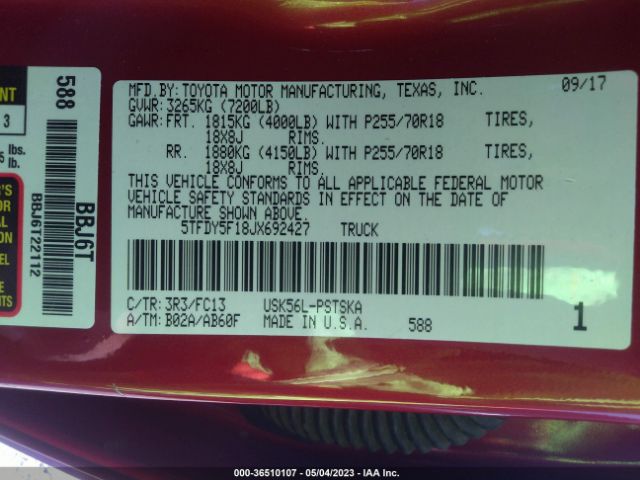 MFD.BY: TOYOTA MOTOR MANUFACTURING, TEXAS, INC. 09/17
GVWR: 3265KG (7200LB)
GAWR: FRT. 1815KG (4000LB) WITH P255/70R18 TIRES,
18X8J RIMS.
RR. 1880KG (4150LB) WITH P255/70R18 TIRES,
18X8J RIMS.
THIS VEHICLE CONFORMS TO ALL APPLICABLE FEDERAL MOTOR
VEHICLE SAFETY STANDARDS IN EFFECT ON THE DATE OF
MANUFACTURE SHOWN ABOVE.
5TFDY5F18JX692427 TRUCK
C/TR: 3R3/FC13 USK56L-PSTSKA
A/TM: B02A/AB60F MADE IN U.S.A. 588 1
588
BBJ6T
BBJ6T22112
3
lbs.
lb.
000-36510107 - 05/04/2023 - IAA Inc.